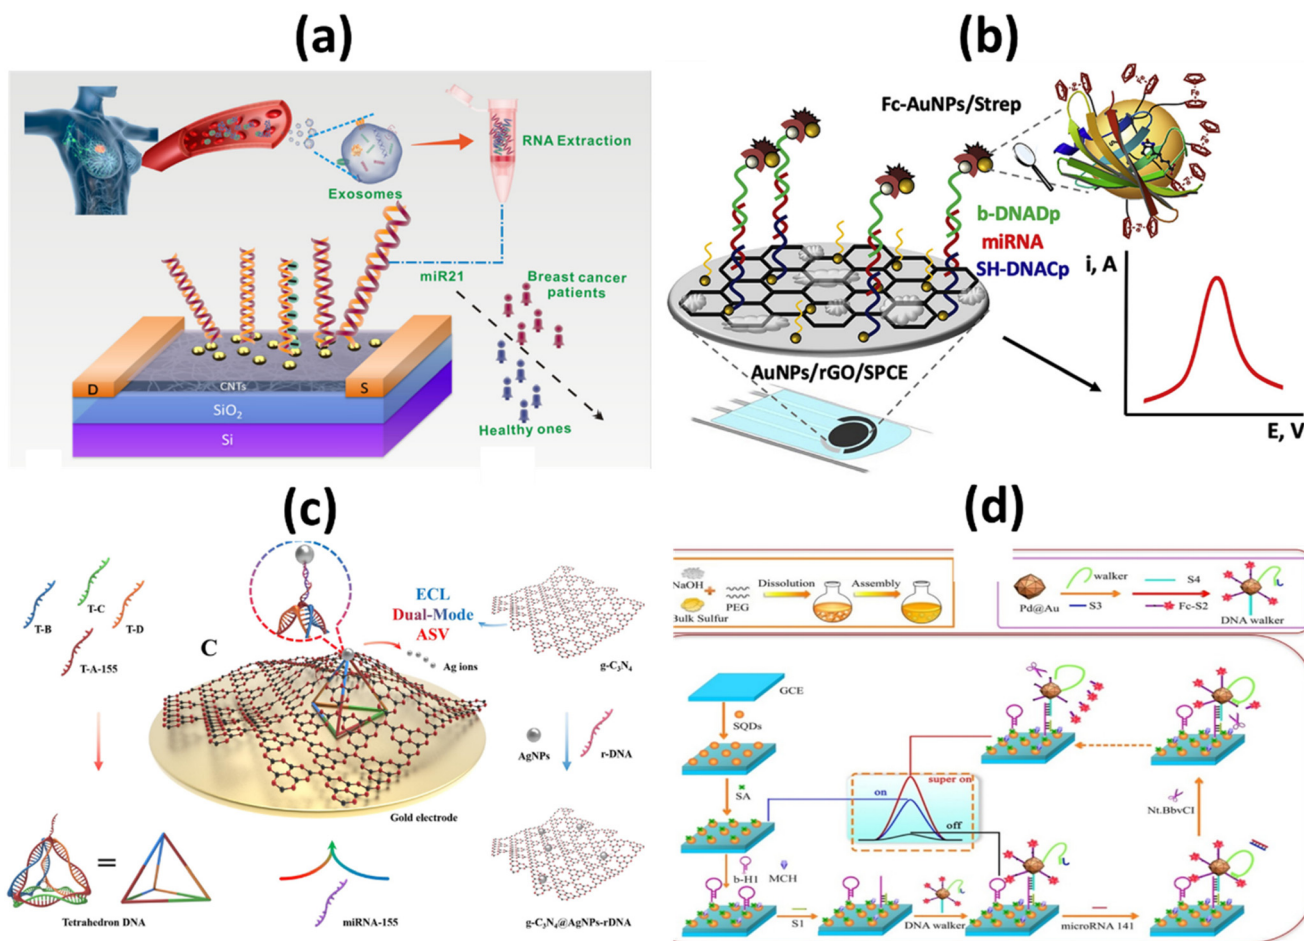 (a)
RNA Extraction
Exosomes
miR21
Breast cancer
patients
D
CNTs
S
SiO2
Si
Healthy ones
(b)
Fc-AuNPs/Strep
b-DNADp
miRNA
SH-DNACp
i, A
AuNPs/rGO/SPCE
E, V
(c)
T-B
T-C
T-D
T-A-155
C
ECL
Dual-Mode
ASV
Ag ions
g-C3N4
AgNPs
r-DNA
Gold electrode
=
Tetrahedron DNA
miRNA-155
g-C3N4@AgNPs-rDNA
(d)
NaOH
+
Bulk Sulfur
PEG
Dissolution
Assembly
Pd@Au
walker
S3
S4
Fc-S2
DNA walker
GCE
SQDs
SA
super on
on
off
Nt.BbvCI
b-H1
MCH
S1
DNA walker
microRNA 141